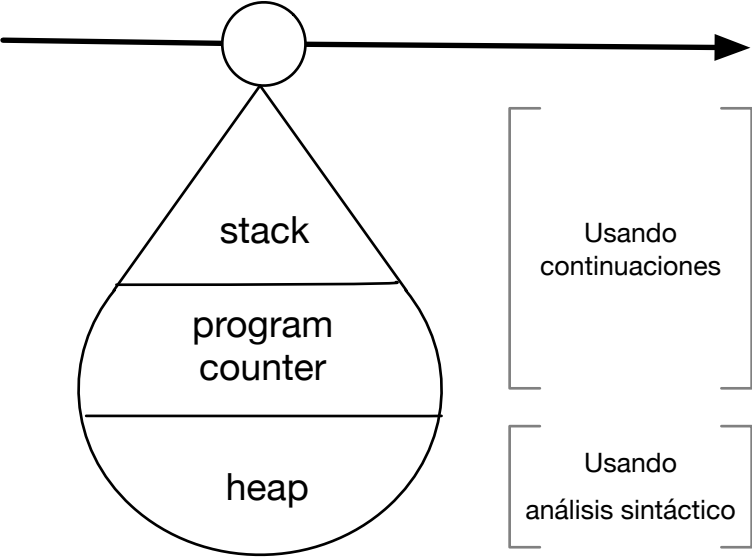 stack
program
counter
heap
Usando
continuaciones
Usando
análisis sintáctico